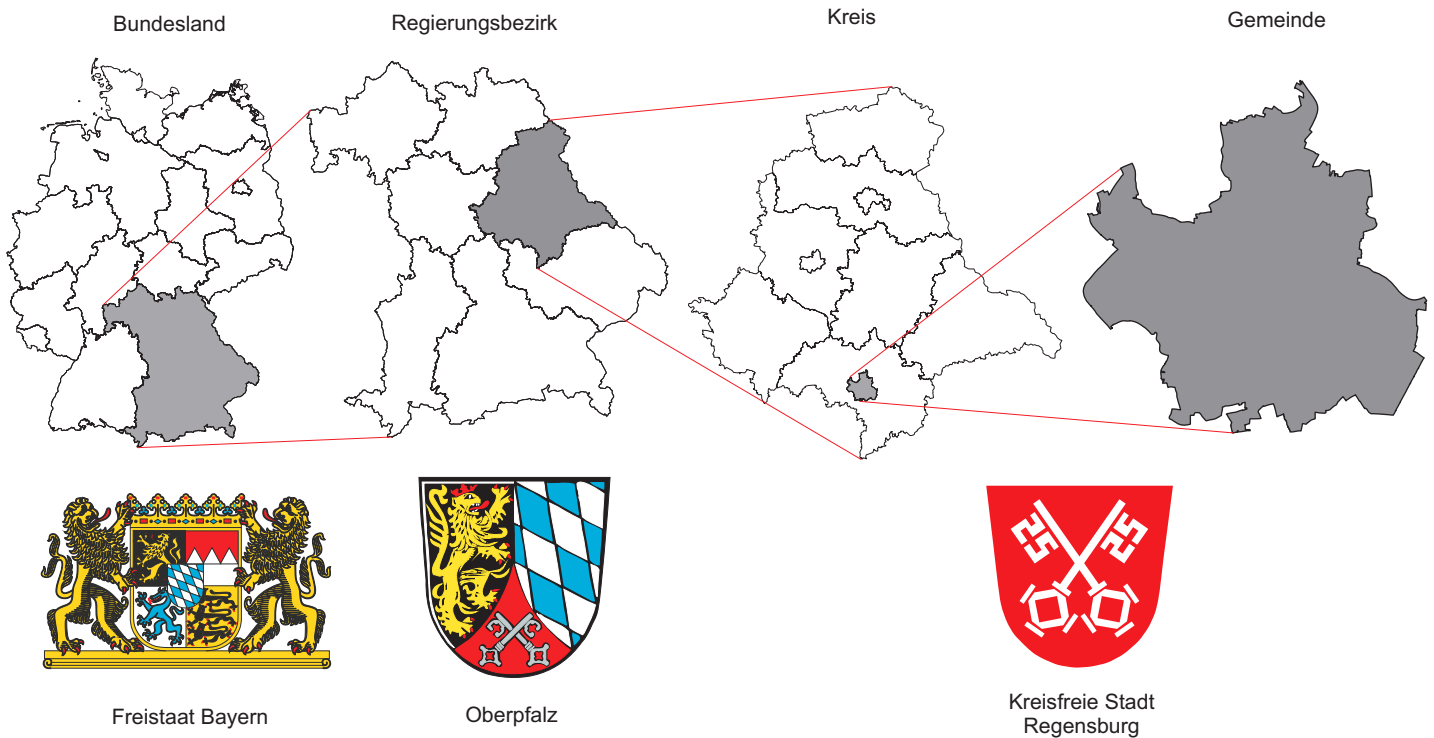 Bundesland
Regierungsbezirk
Kreis
Gemeinde
Freistaat Bayern
Oberpfalz
Kreisfreie Stadt
Regensburg